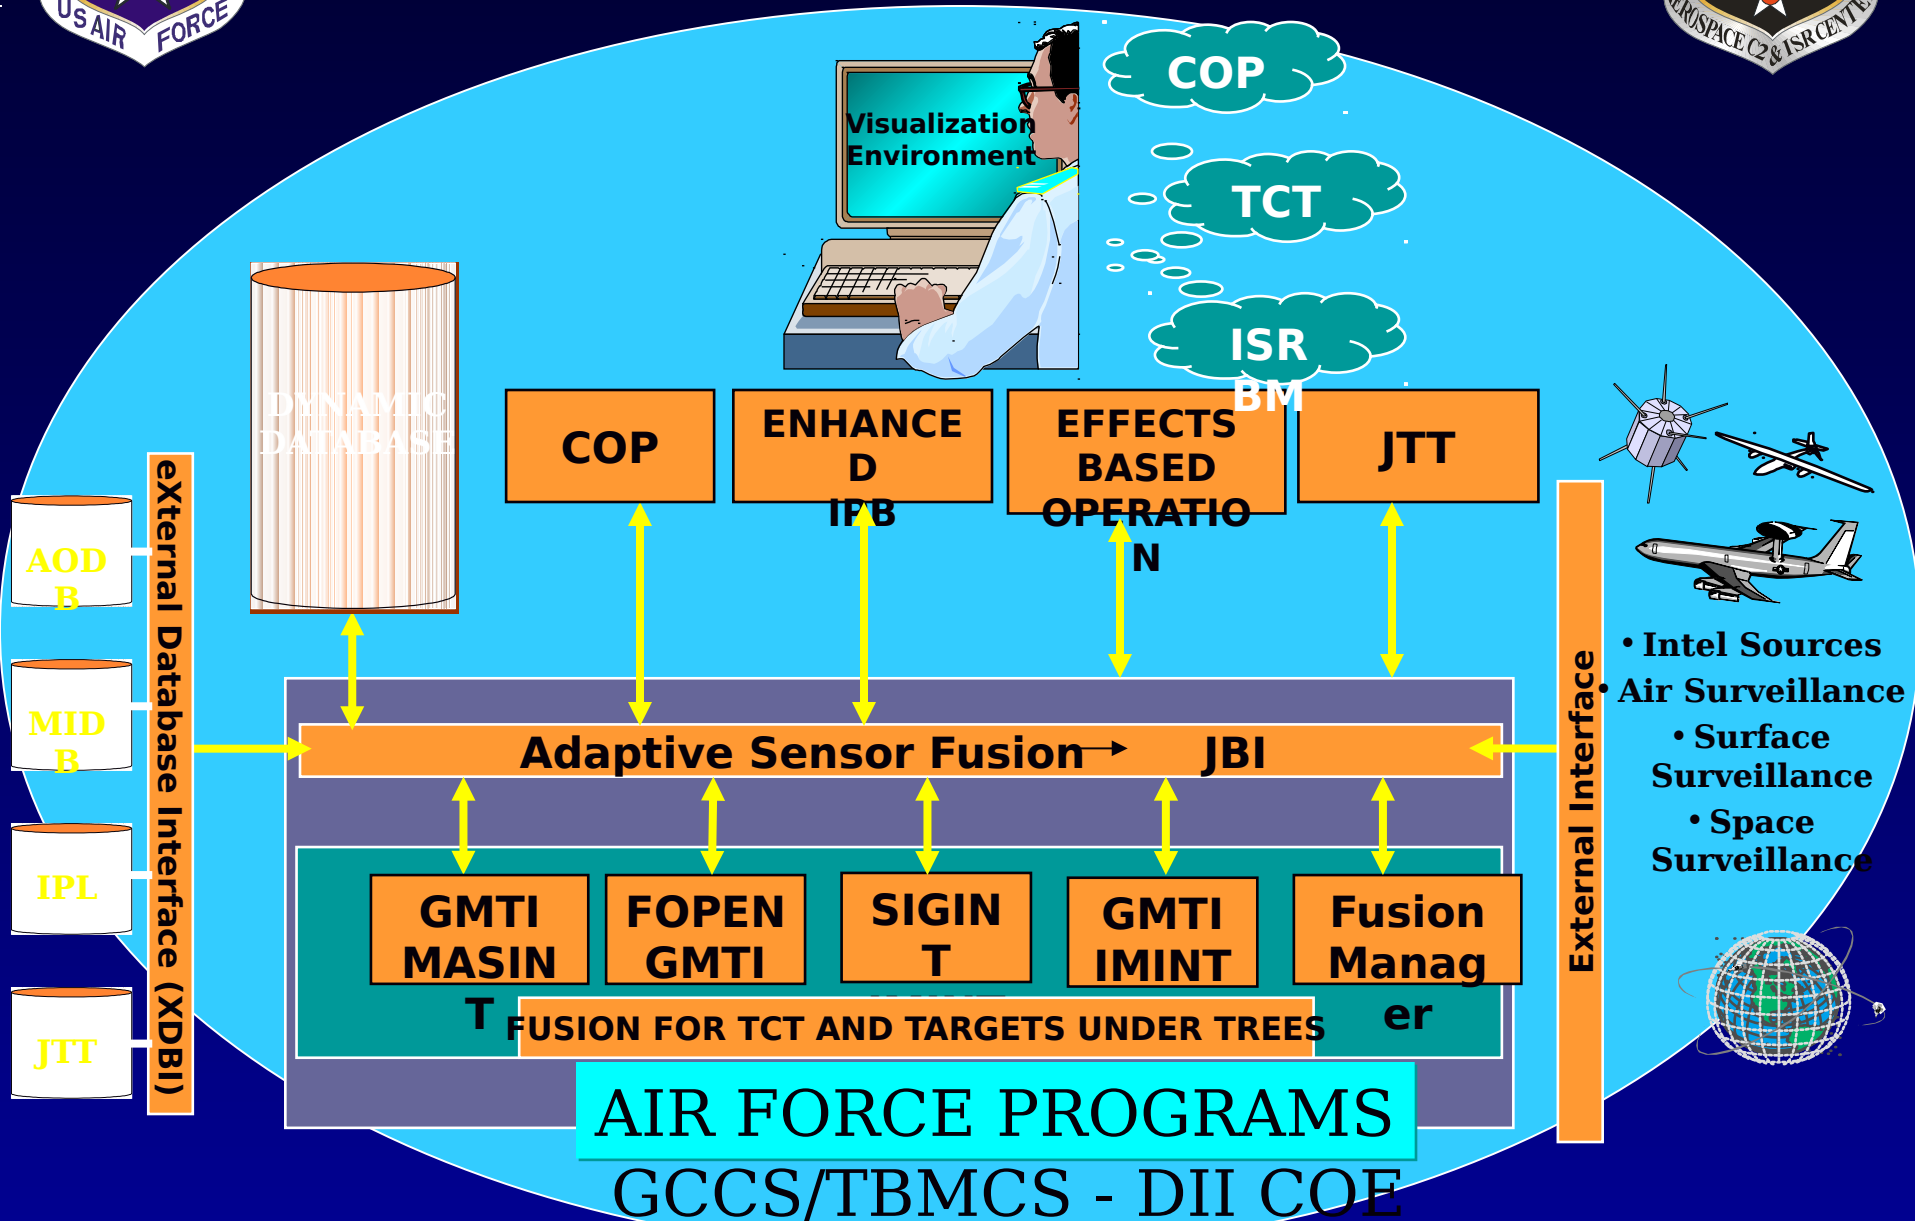 US AIR FORCE
AEROSPACE C2 & ISR CENTE
COP
Visualization
Environment
TCT
ISR
BM
DYNAMIC
DATABASE
COP
ENHANCE
D
IPB
EFFECTS
BASED
OPERATIO
N
JTT
eXternal Database Interface (XDBI)
AOD
B
MID
B
IPL
JTT
External Interface
• Intel Sources
• Air Surveillance
• Surface
Surveillance
• Space
Surveillance
Adaptive Sensor Fusion
JBI
GMTI
MASIN
T
FOPEN
GMTI
SIGIN
T
GMTI
IMINT
Fusion
Manag
er
FUSION FOR TCT AND TARGETS UNDER TREES
AIR FORCE PROGRAMS
GCCS/TBMCS - DII COE